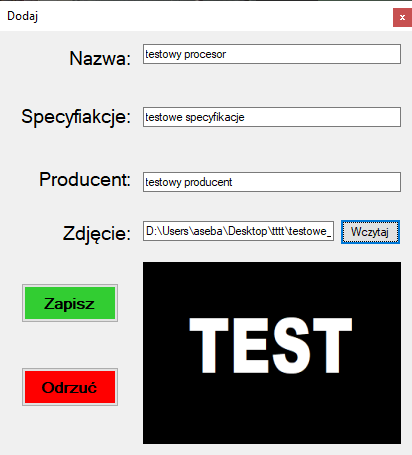 Dodaj x
Nazwa: testowy procesor
Specyfiakcje: testowe specyfikacje
Producent: testowy producent
Zdjęcie: D:\Users\aseba\Desktop\tttt\testowe_ Wczytaj
Zapisz
TEST
Odrzuć